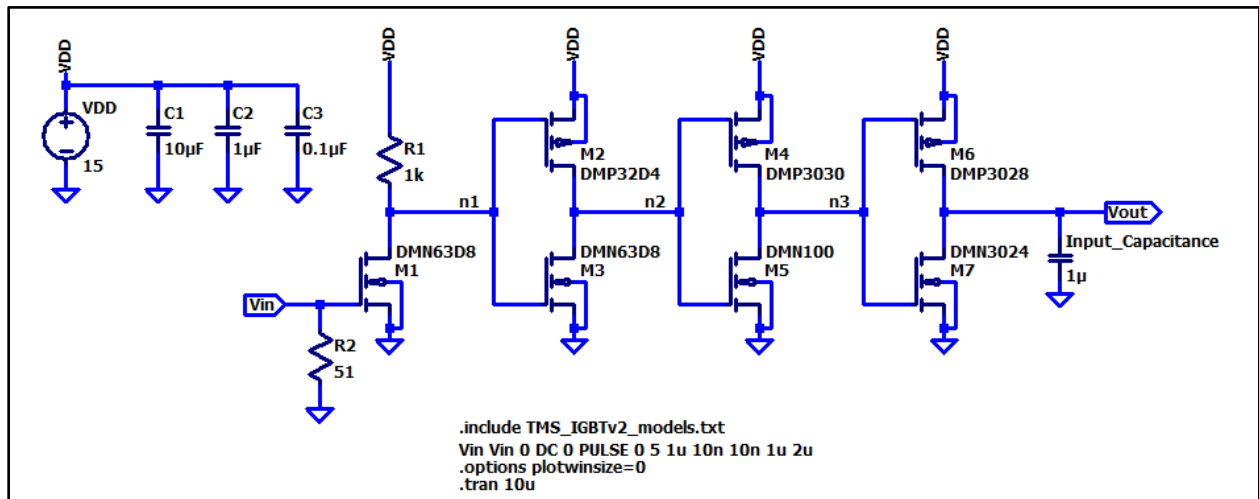 VDD
VDD
15
C1
10µF
C2
1µF
C3
0.1µF
VDD
R1
1k
n1
DMN63D8
M1
Vin
R2
51
VDD
M2
DMP32D4
n2
DMN63D8
M3
VDD
M4
DMP3030
n3
DMN100
M5
VDD
M6
DMP3028
DMN3024
M7
Vout
Input_Capacitance
1µ
.include TMS_IGBTv2_models.txt
Vin Vin 0 DC 0 PULSE 0 5 1u 10n 10n 1u 2u
.options plotwinsize=0
.tran 10u